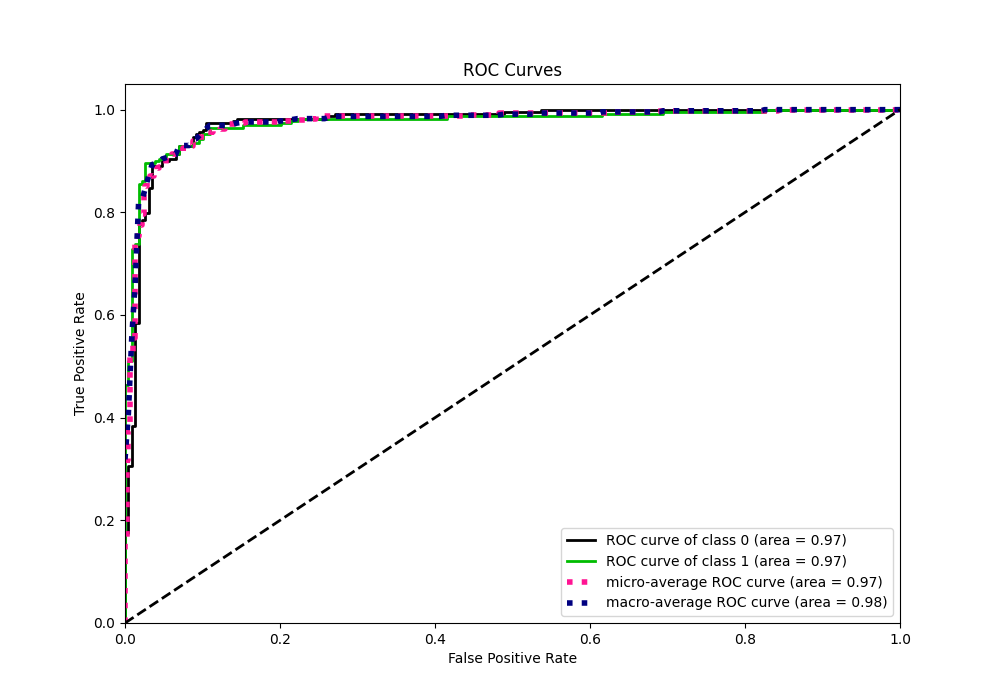 ROC Curves
True Positive Rate
1.0
0.8
0.6
0.4
0.2
0.0
0.0 0.2 0.4 0.6 0.8 1.0
False Positive Rate
ROC curve of class 0 (area = 0.97)
ROC curve of class 1 (area = 0.97)
micro-average ROC curve (area = 0.97)
macro-average ROC curve (area = 0.98)